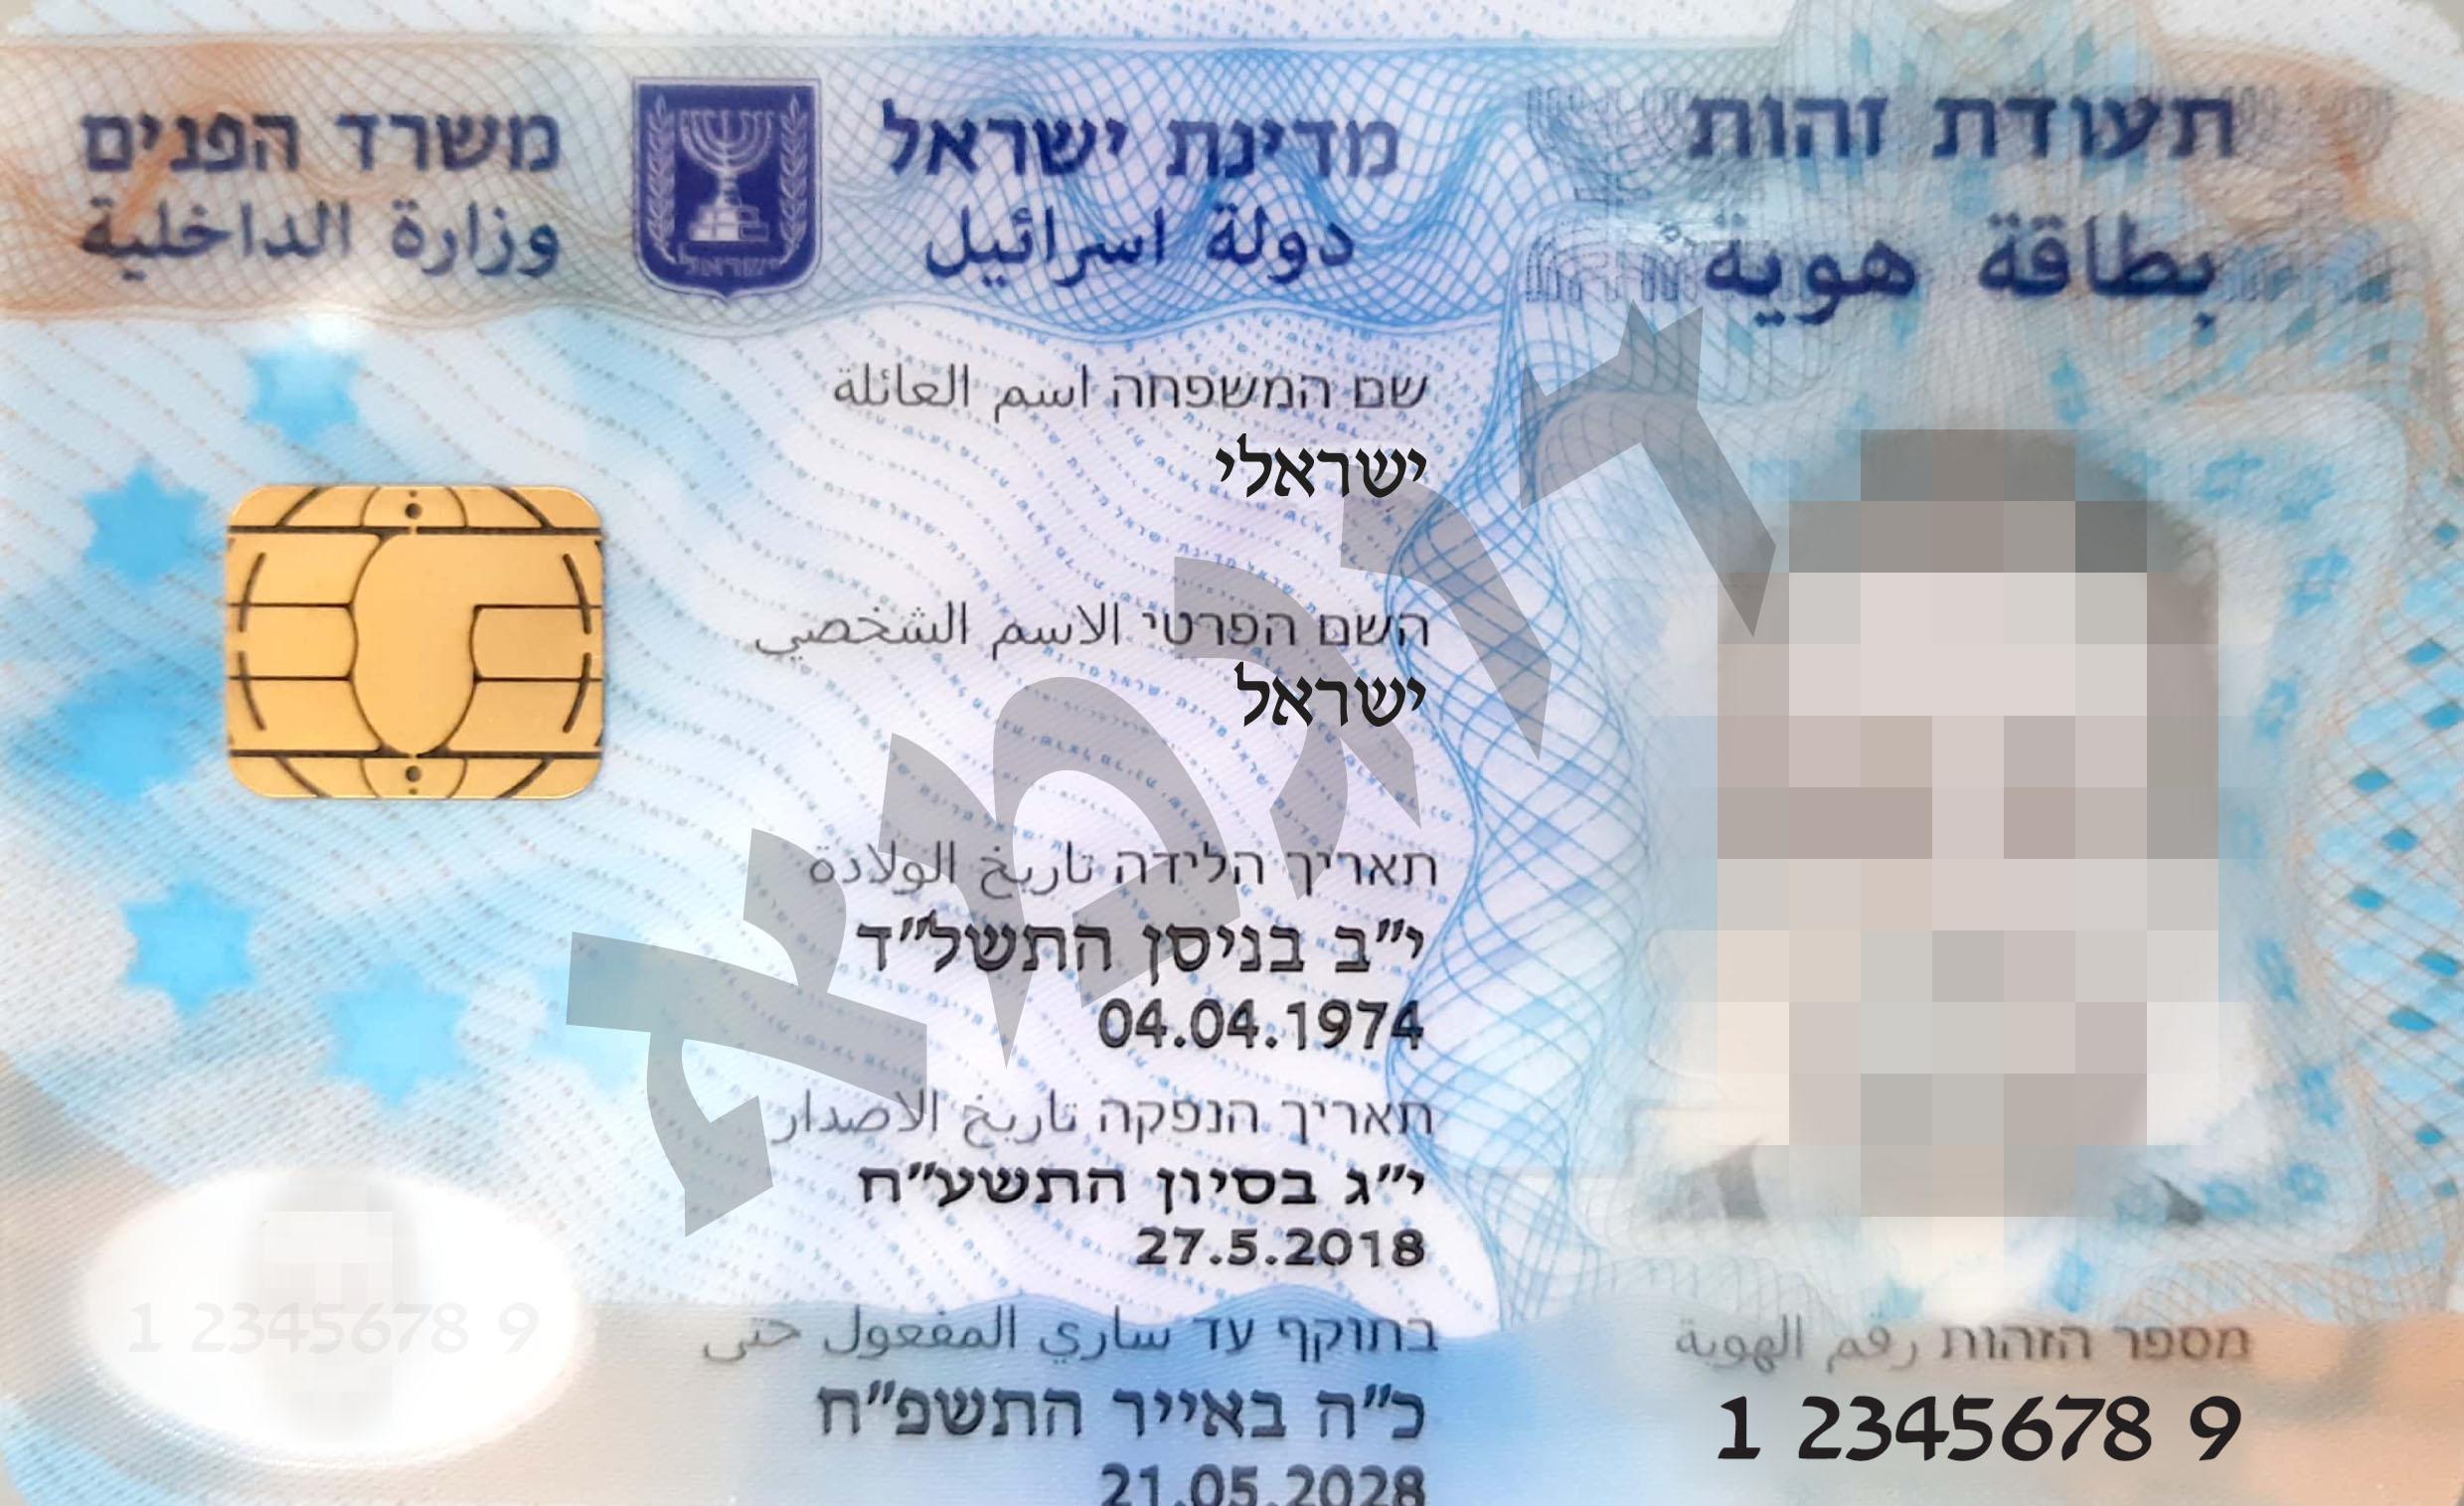 תעודת זהות
بطاقة هوية
מדינת ישראל
دولة اسرائيل
ישראל
משרד הפנים
وزارة الداخلية
שם המשפחה اسم العائلة
ישראלי
השם הפרטי الاسم الشخصي
ישראל
תאריך הלידה تاريخ الولادة
י"ב בניסן התשל"ד
04.04.1974
תאריך הנפקה تاريخ الاصدار
י"ג בסיון התשע"ח
27.5.2018
בתוקף עד ساري المفعول حتى
כ"ה באייר התשפ"ח
21.05.2028
מספר הזהות رقم الهوية
1 2345678 9
1 2345678 9
דוגמא